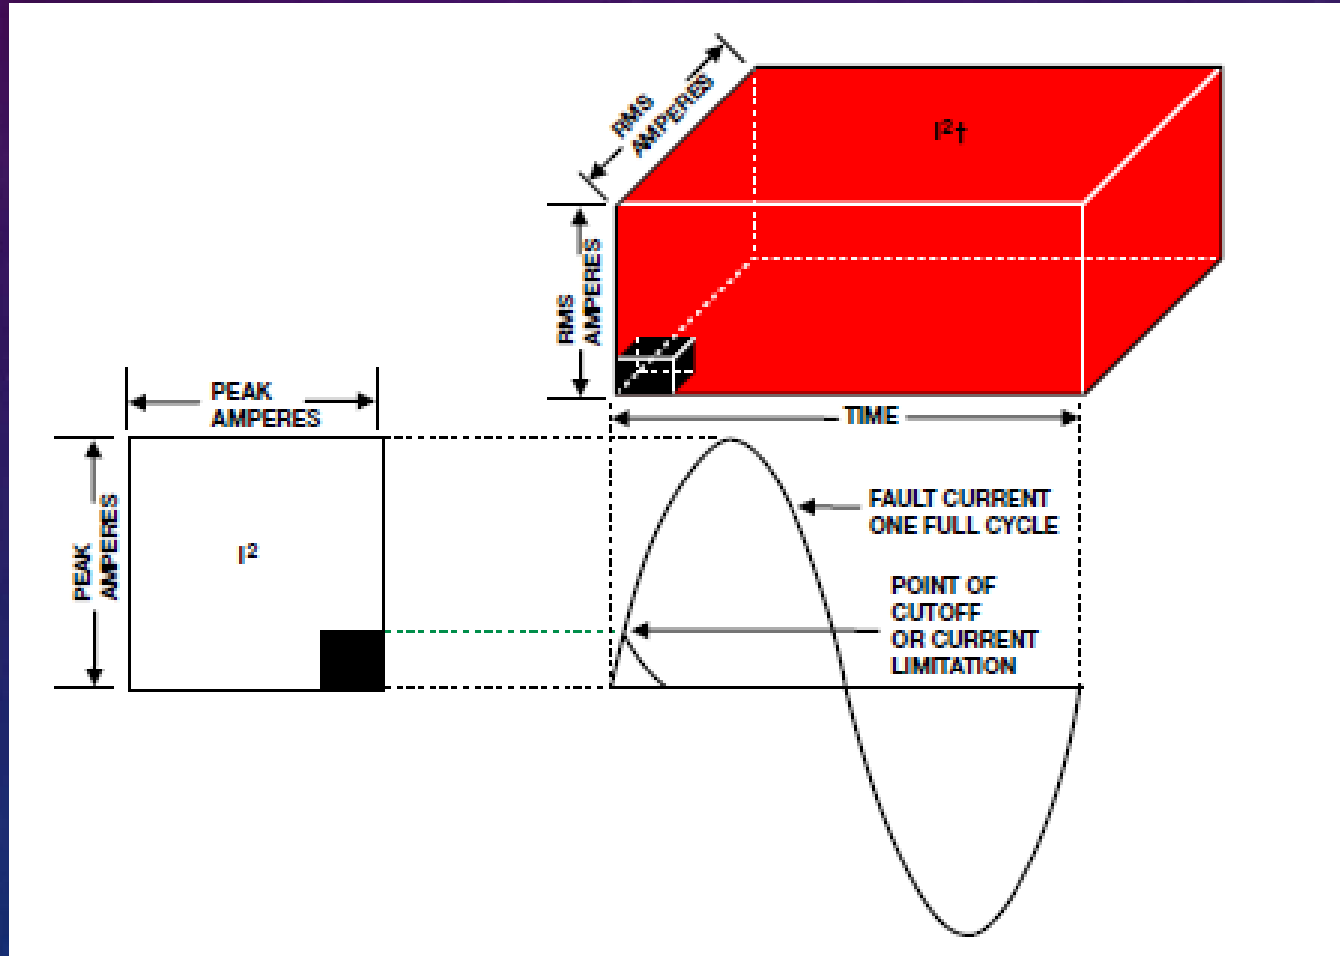 RMS
AMPERES
I²t
RMS
AMPERES
TIME
PEAK
AMPERES
PEAK
AMPERES
I²
FAULT CURRENT
ONE FULL CYCLE
POINT OF
CUTOFF
OR CURRENT
LIMITATION